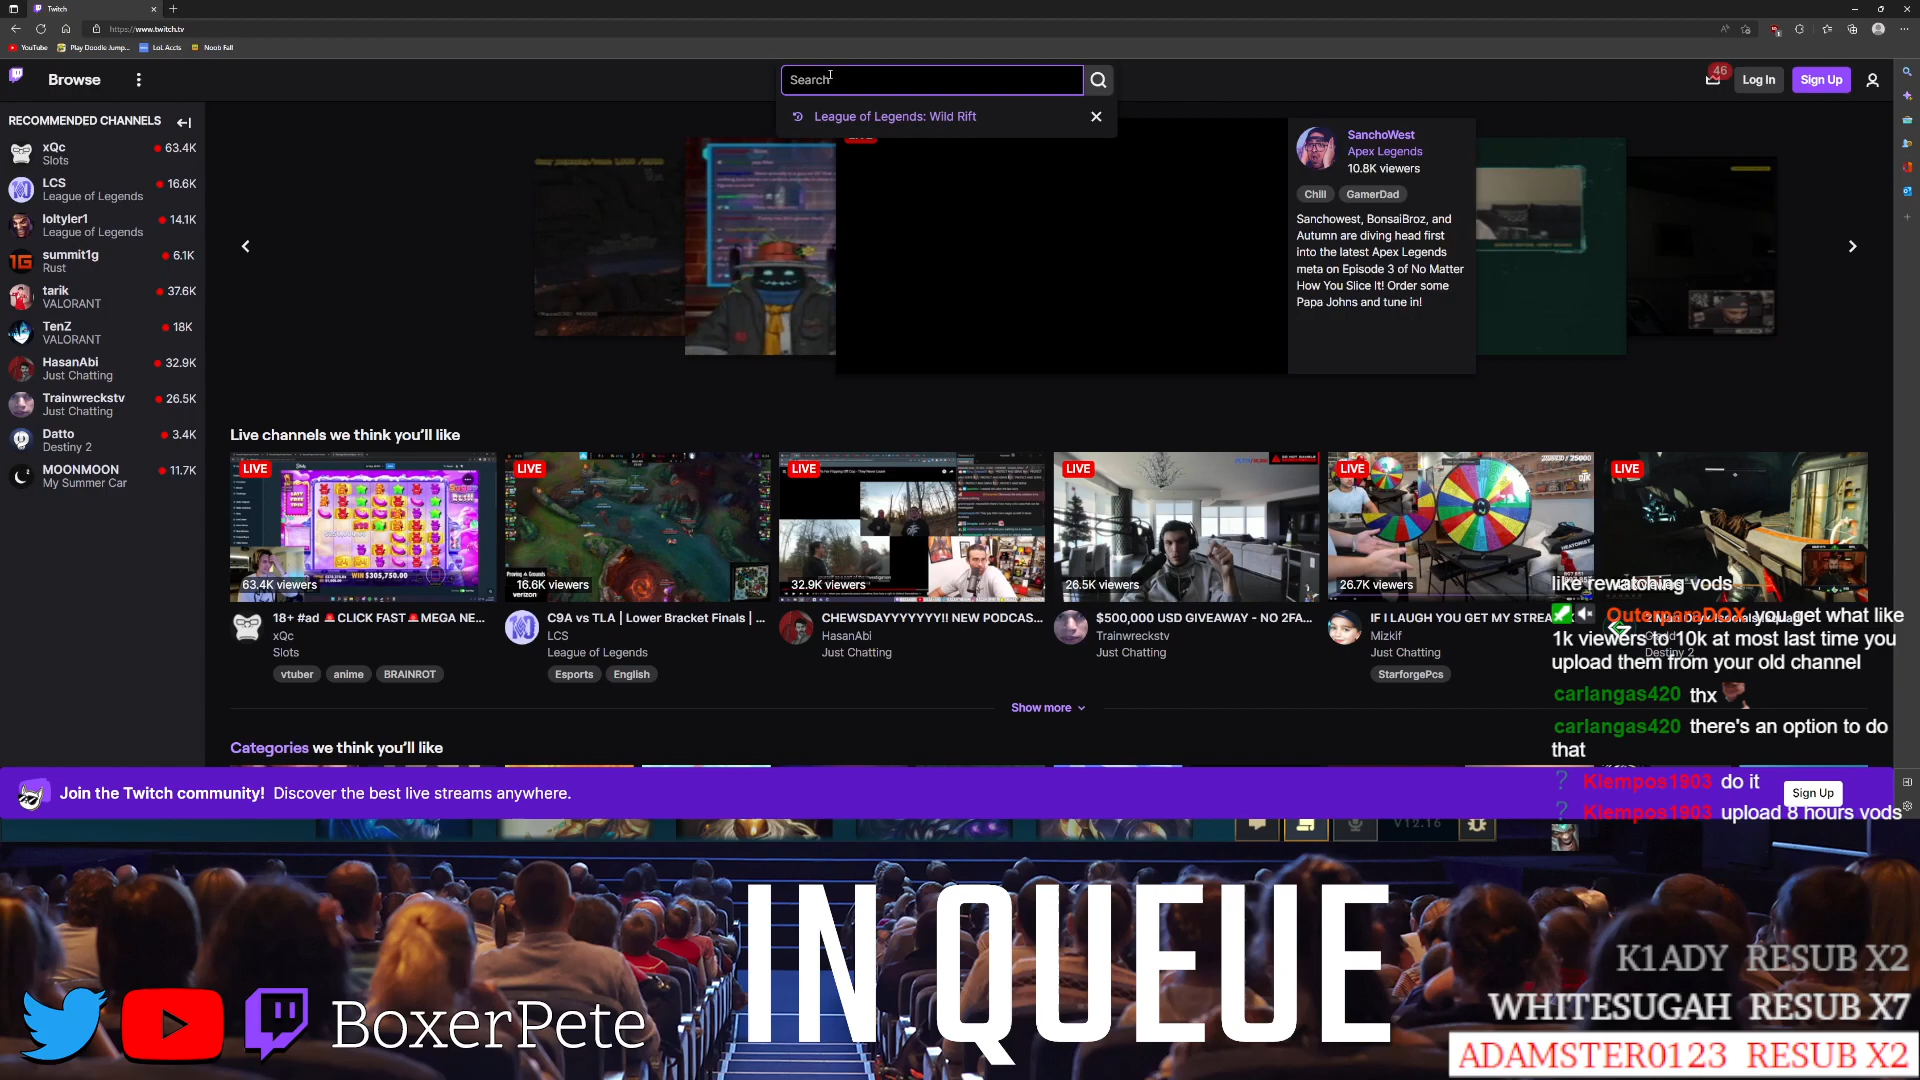 Twitch
https://www.twitch.tv
YouTube
Play Doodle Jump...
LoL Accts
Noob Fall
Browse
Search
League of Legends: Wild Rift
46
Log In
Sign Up
RECOMMENDED CHANNELS
xQc
Slots
63.4K
LCS
League of Legends
16.6K
loltyler1
League of Legends
14.1K
summit1g
Rust
6.1K
tarik
VALORANT
37.6K
TenZ
VALORANT
18K
HasanAbi
Just Chatting
32.9K
Trainwreckstv
Just Chatting
26.5K
Datto
Destiny 2
3.4K
MOONMOON
My Summer Car
11.7K
SanchoWest
Apex Legends
10.8K viewers
Chill
GamerDad
Sanchowest, BonsaiBroz, and
Autumn are diving head first
into the latest Apex Legends
meta on Episode 3 of No Matter
How You Slice It! Order some
Papa Johns and tune in!
Live channels we think you'll like
LIVE
63.4K viewers
LIVE
16.6K viewers
LIVE
32.9K viewers
LIVE
26.5K viewers
LIVE
26.7K viewers
LIVE
18+ #ad 🚨CLICK FAST🚨MEGA NE...
xQc
Slots
vtuber
anime
BRAINROT
C9A vs TLA | Lower Bracket Finals | ...
LCS
League of Legends
Esports
English
CHEWSDAYYYYYYY!! NEW PODCAS...
HasanAbi
Just Chatting
$500,000 USD GIVEAWAY - NO 2FA...
Trainwreckstv
Just Chatting
IF I LAUGH YOU GET MY STREA
Mizkif
Just Chatting
StarforgePcs
Destiny 2
Show more
Categories we think you'll like
like rewatching vods
OuterparaDOX you get what like
1k viewers to 10k at most last time you
upload them from your old channel
carlangas420 thx
carlangas420 there's an option to do
that
? Klempos1903 do it
? Klempos1903 upload 8 hours vods
Join the Twitch community! Discover the best live streams anywhere.
Sign Up
V12.16
IN QUEUE
BoxerPete
K1ADY RESUB X2
WHITESUGAH RESUB X7
ADAMSTER0123 RESUB X2